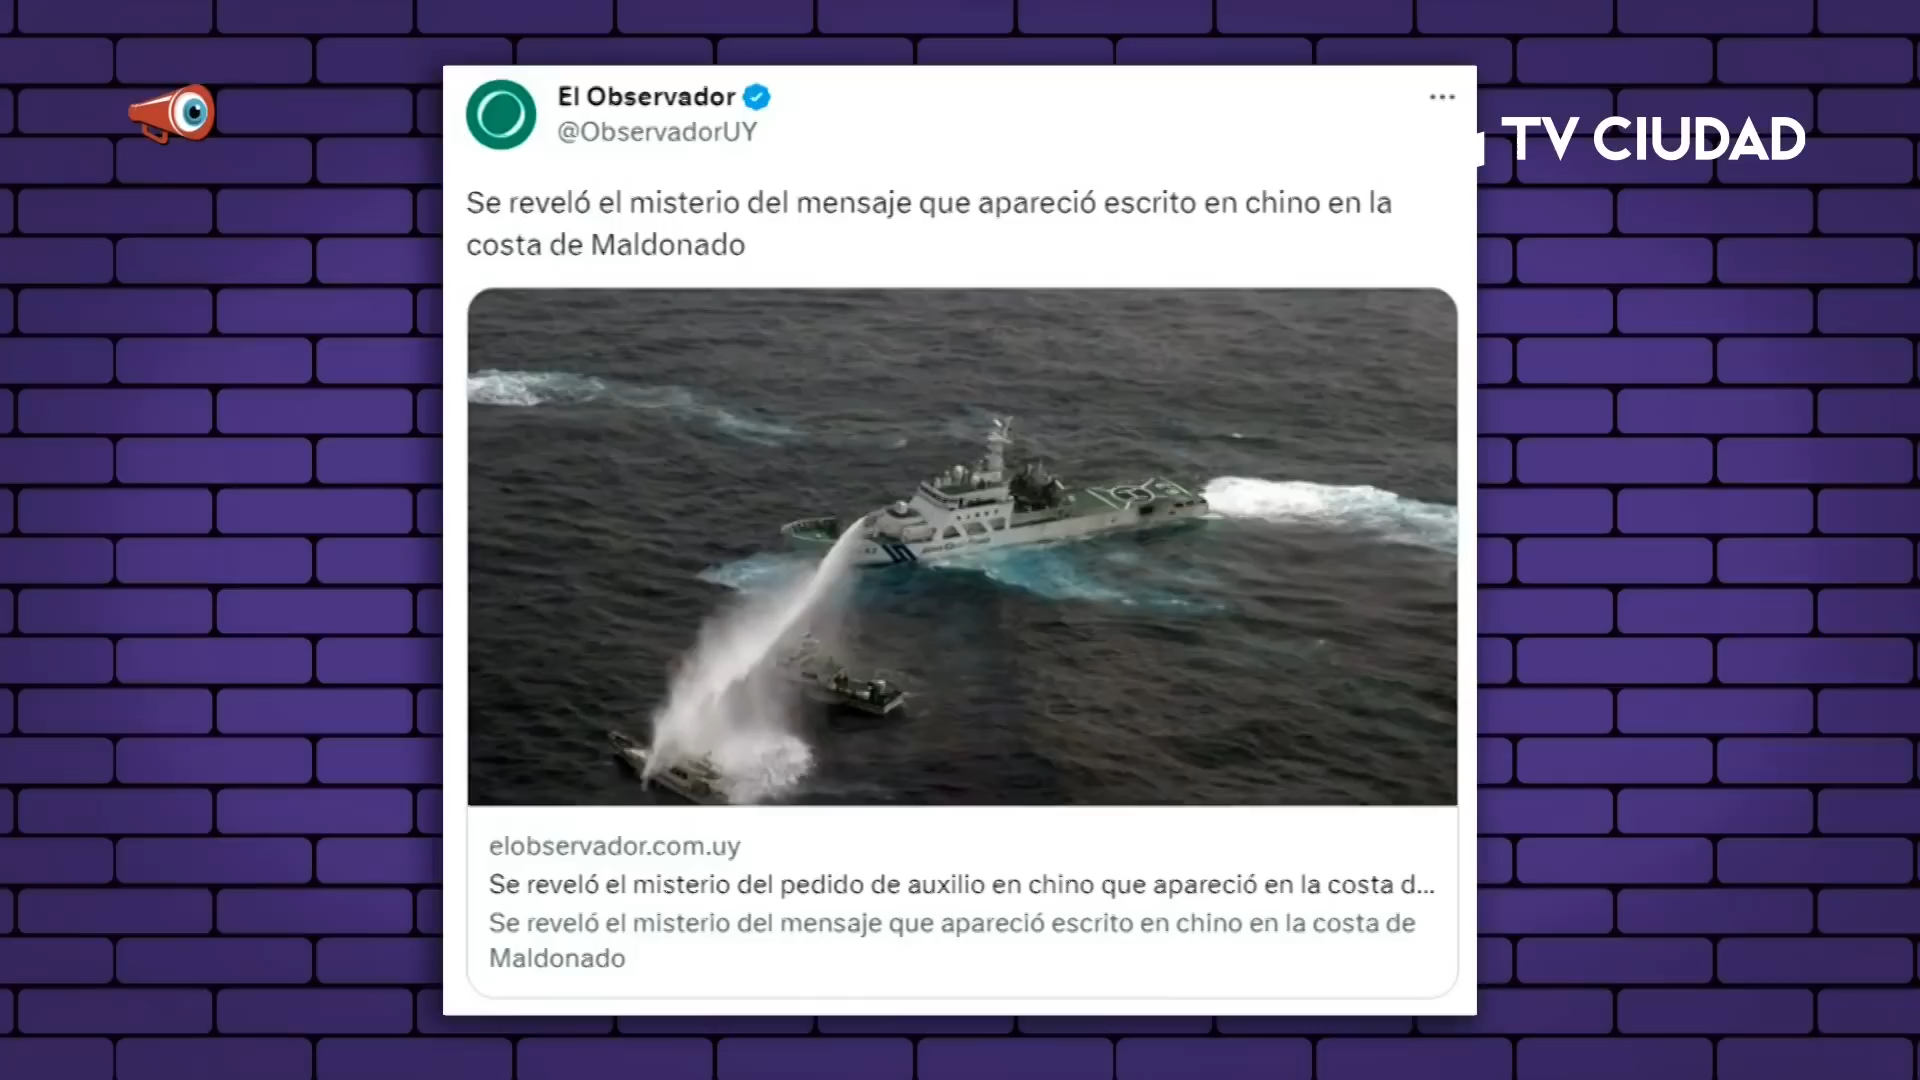 El Observador
@ObservadorUY
TV CIUDAD
Se reveló el misterio del mensaje que apareció escrito en chino en la
costa de Maldonado
elobservador.com.uy
Se reveló el misterio del pedido de auxilio en chino que apareció en la costa d...
Se reveló el misterio del mensaje que apareció escrito en chino en la costa de
Maldonado